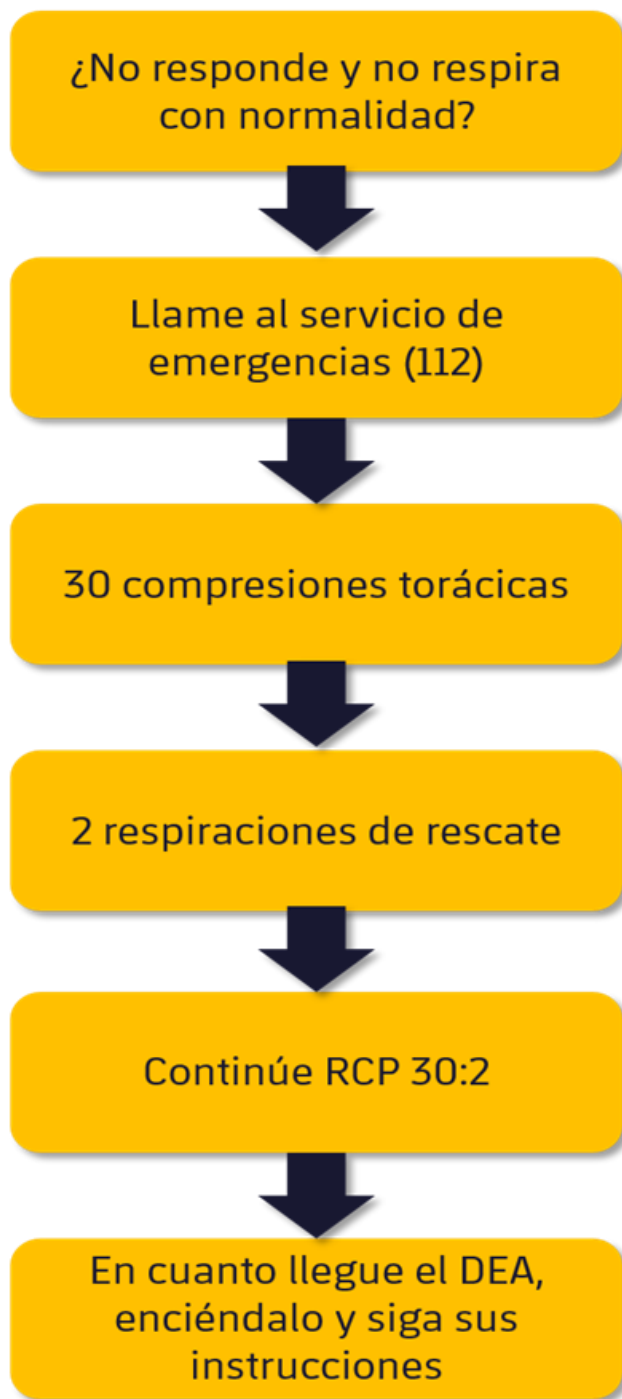 ¿No responde y no respira
con normalidad?
Llame al servicio de
emergencias (112)
30 compresiones torácicas
2 respiraciones de rescate
Continúe RCP 30:2
En cuanto llegue el DEA,
enciéndalo y siga sus
instrucciones